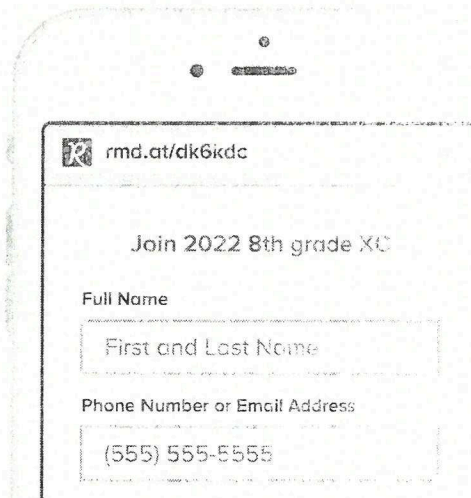 rmd.at/dk6kdc
Join 2022 8th grade XC
Full Name
First and Last Name
Phone Number or Email Address
(555) 555-5555